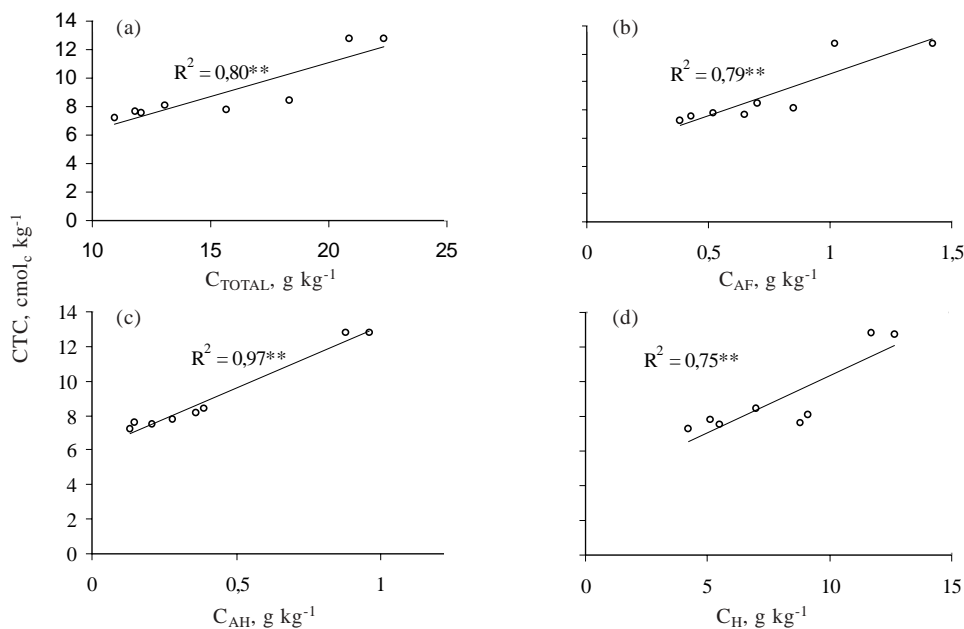 CTC, cmol_c kg⁻¹
(a)
R² = 0,80**
14
12
10
8
6
4
2
0
10 15 20 25
C_TOTAL, g kg⁻¹
(b)
R² = 0,79**
0 0,5 1 1,5
C_AF, g kg⁻¹
(c)
R² = 0,97**
14
12
10
8
6
4
2
0
0 0,5 1
C_AH, g kg⁻¹
(d)
R² = 0,75**
0 5 10 15
C_H, g kg⁻¹